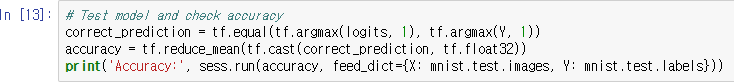 In [13]: # Test model and check accuracy
correct_prediction = tf.equal(tf.argmax(logits, 1), tf.argmax(Y, 1))
accuracy = tf.reduce_mean(tf.cast(correct_prediction, tf.float32))
print('Accuracy:', sess.run(accuracy, feed_dict={X: mnist.test.images, Y: mnist.test.labels}))